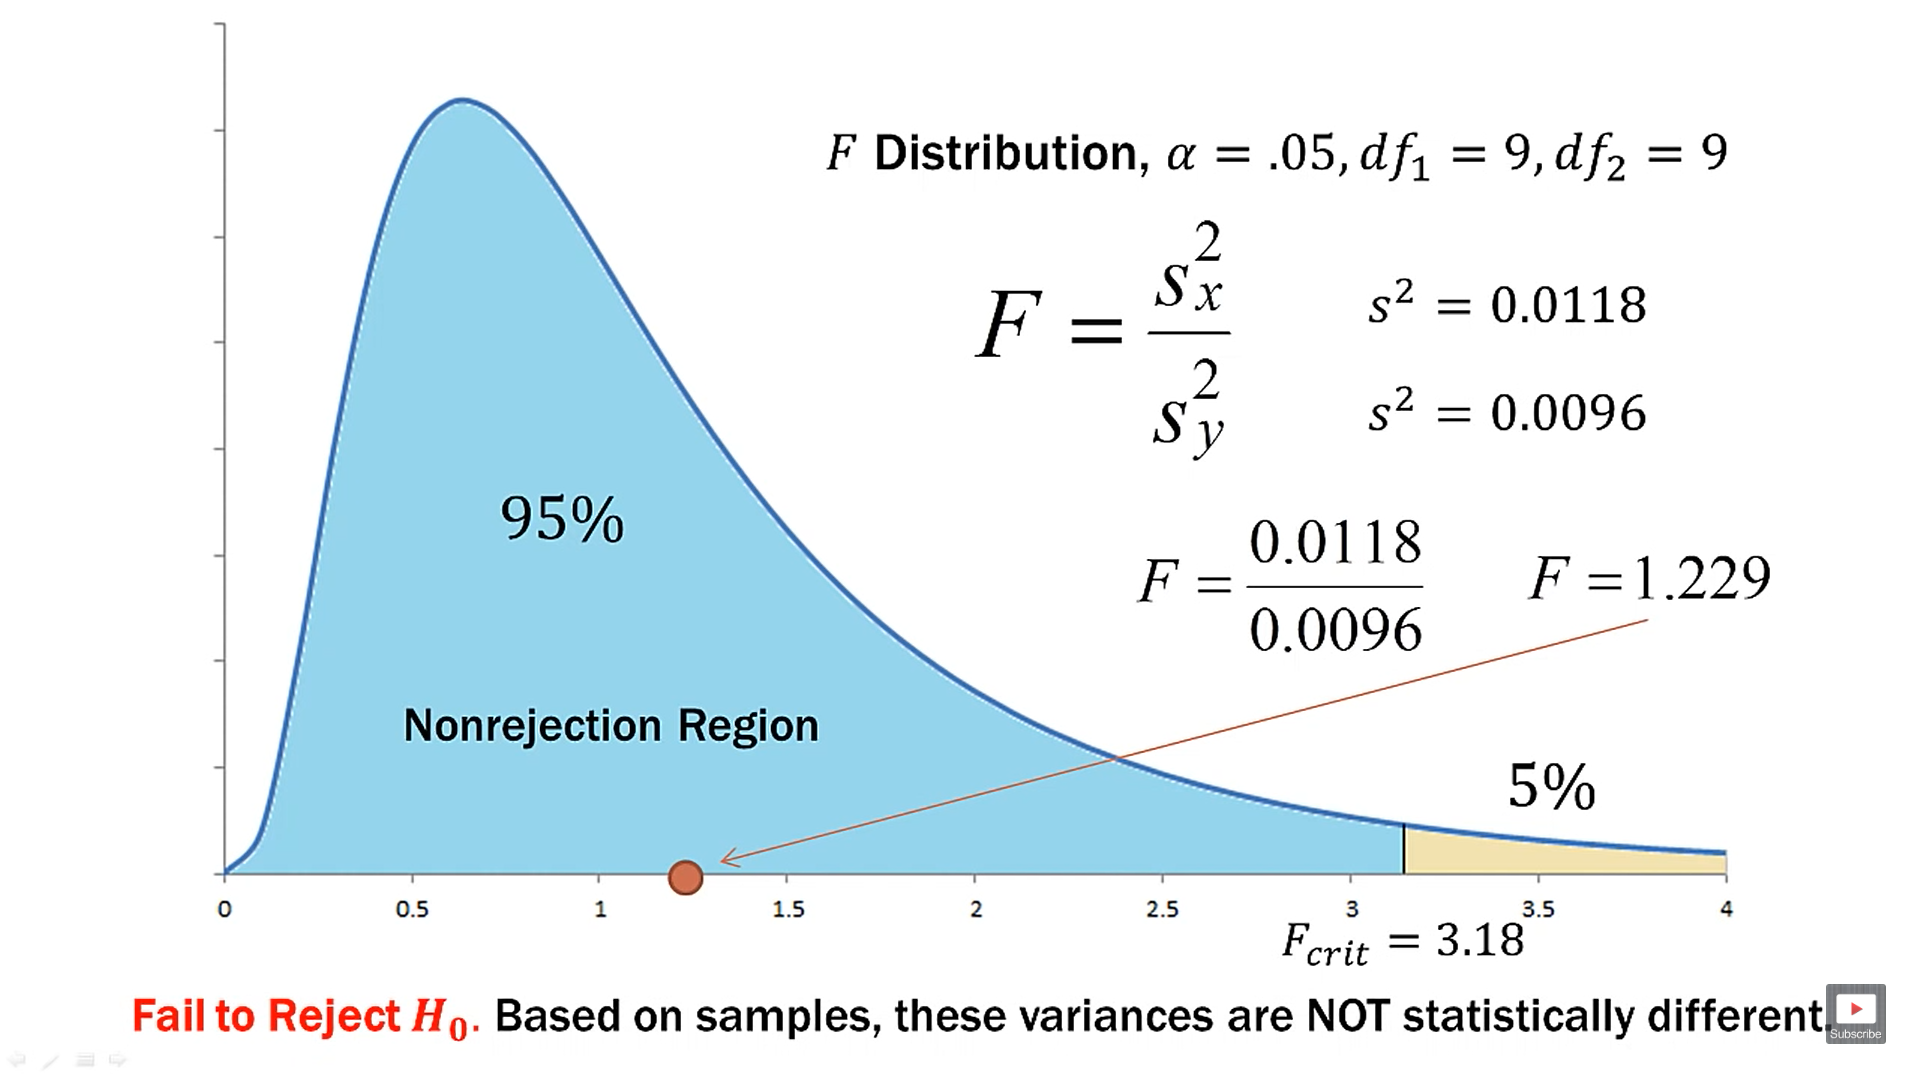 F Distribution, α = .05, df₁ = 9, df₂ = 9
F = s²ₓ / s²ᵧ
s² = 0.0118
s² = 0.0096
95%
F = 0.0118 / 0.0096
F = 1.229
Nonrejection Region
5%
0 0.5 1 1.5 2 2.5 3 3.5 4
F_crit = 3.18
Fail to Reject H₀. Based on samples, these variances are NOT statistically different.
Subscribe